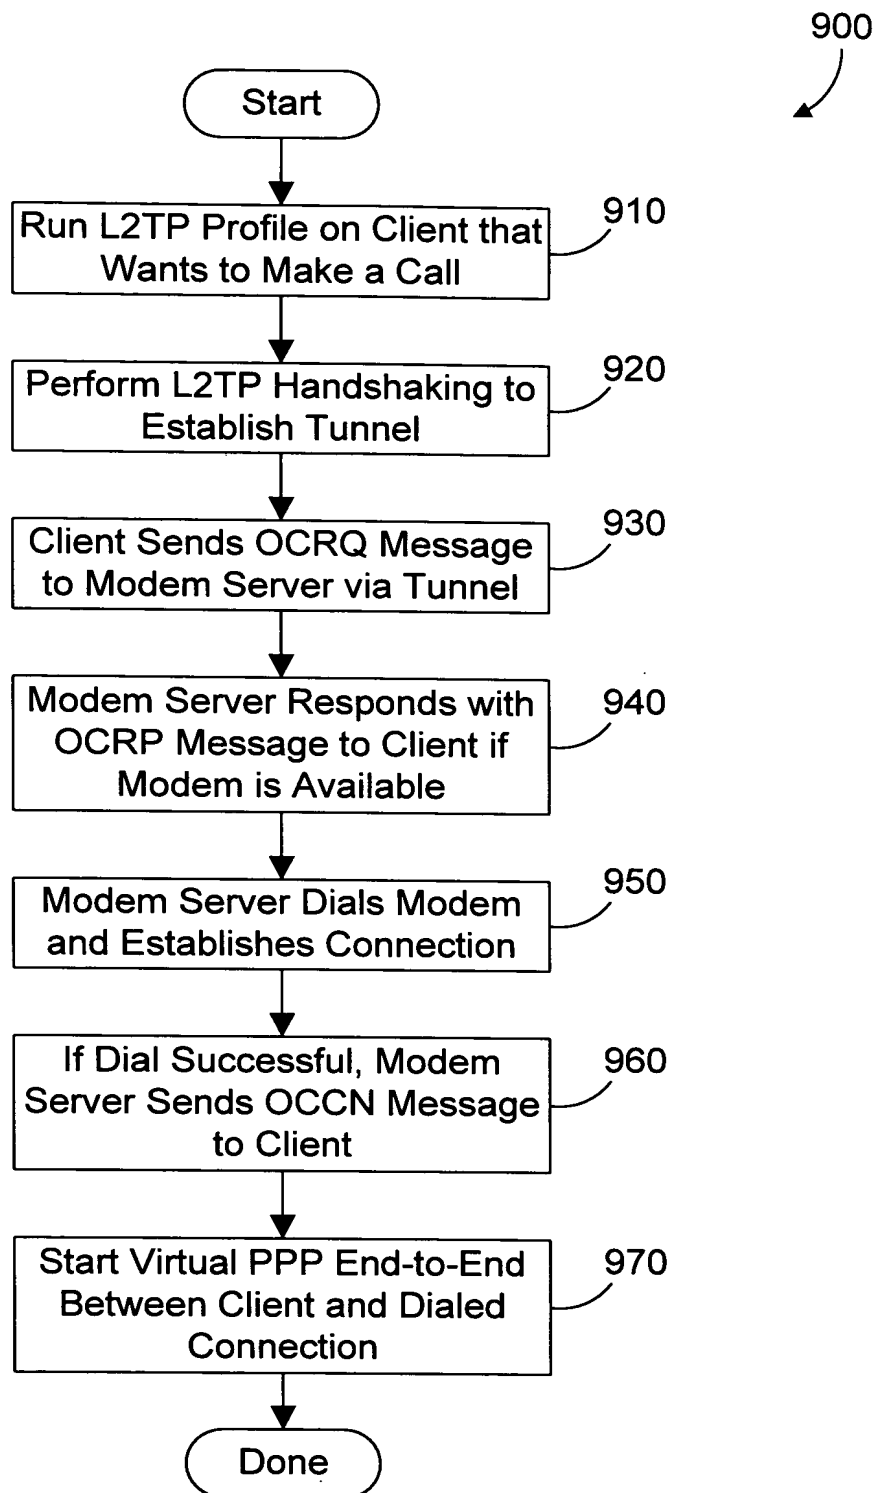 900
Start
910
Run L2TP Profile on Client that
Wants to Make a Call
920
Perform L2TP Handshaking to
Establish Tunnel
930
Client Sends OCRQ Message
to Modem Server via Tunnel
940
Modem Server Responds with
OCRP Message to Client if
Modem is Available
950
Modem Server Dials Modem
and Establishes Connection
960
If Dial Successful, Modem
Server Sends OCCN Message
to Client
970
Start Virtual PPP End-to-End
Between Client and Dialed
Connection
Done